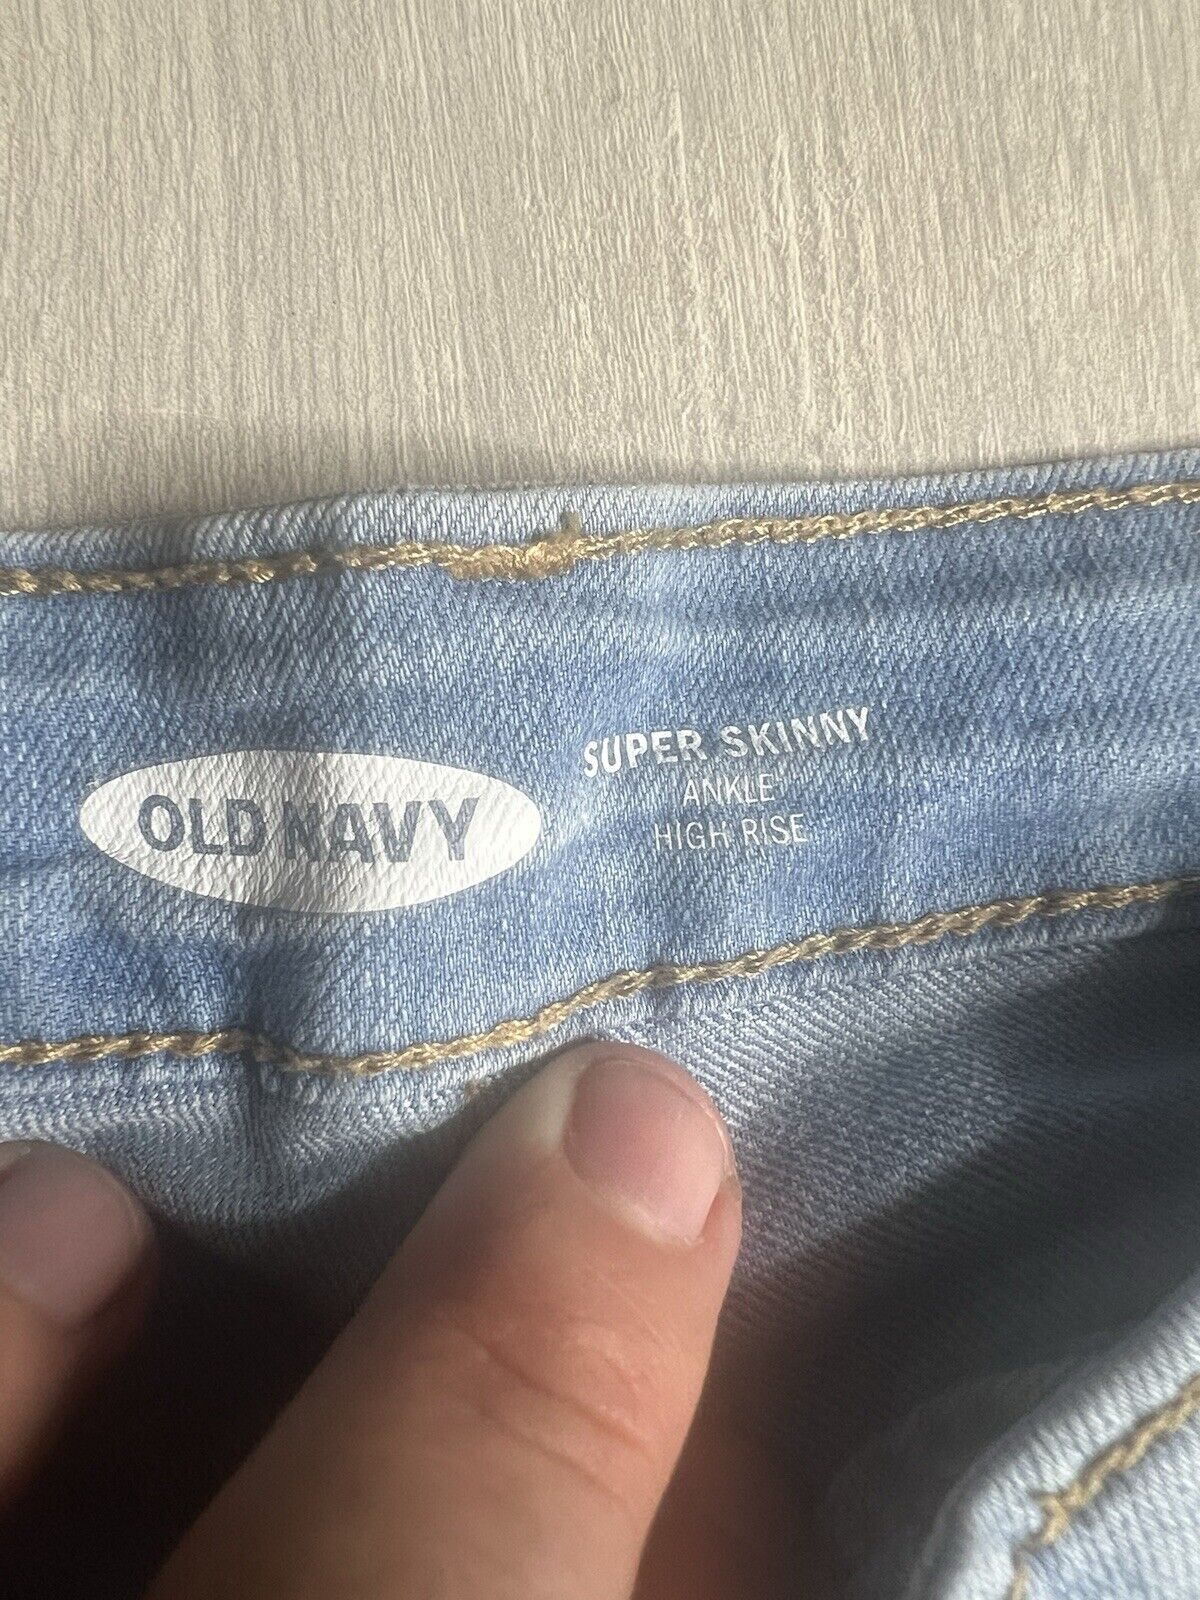 OLD NAVY
SUPER SKINNY
ANKLE
HIGH RISE